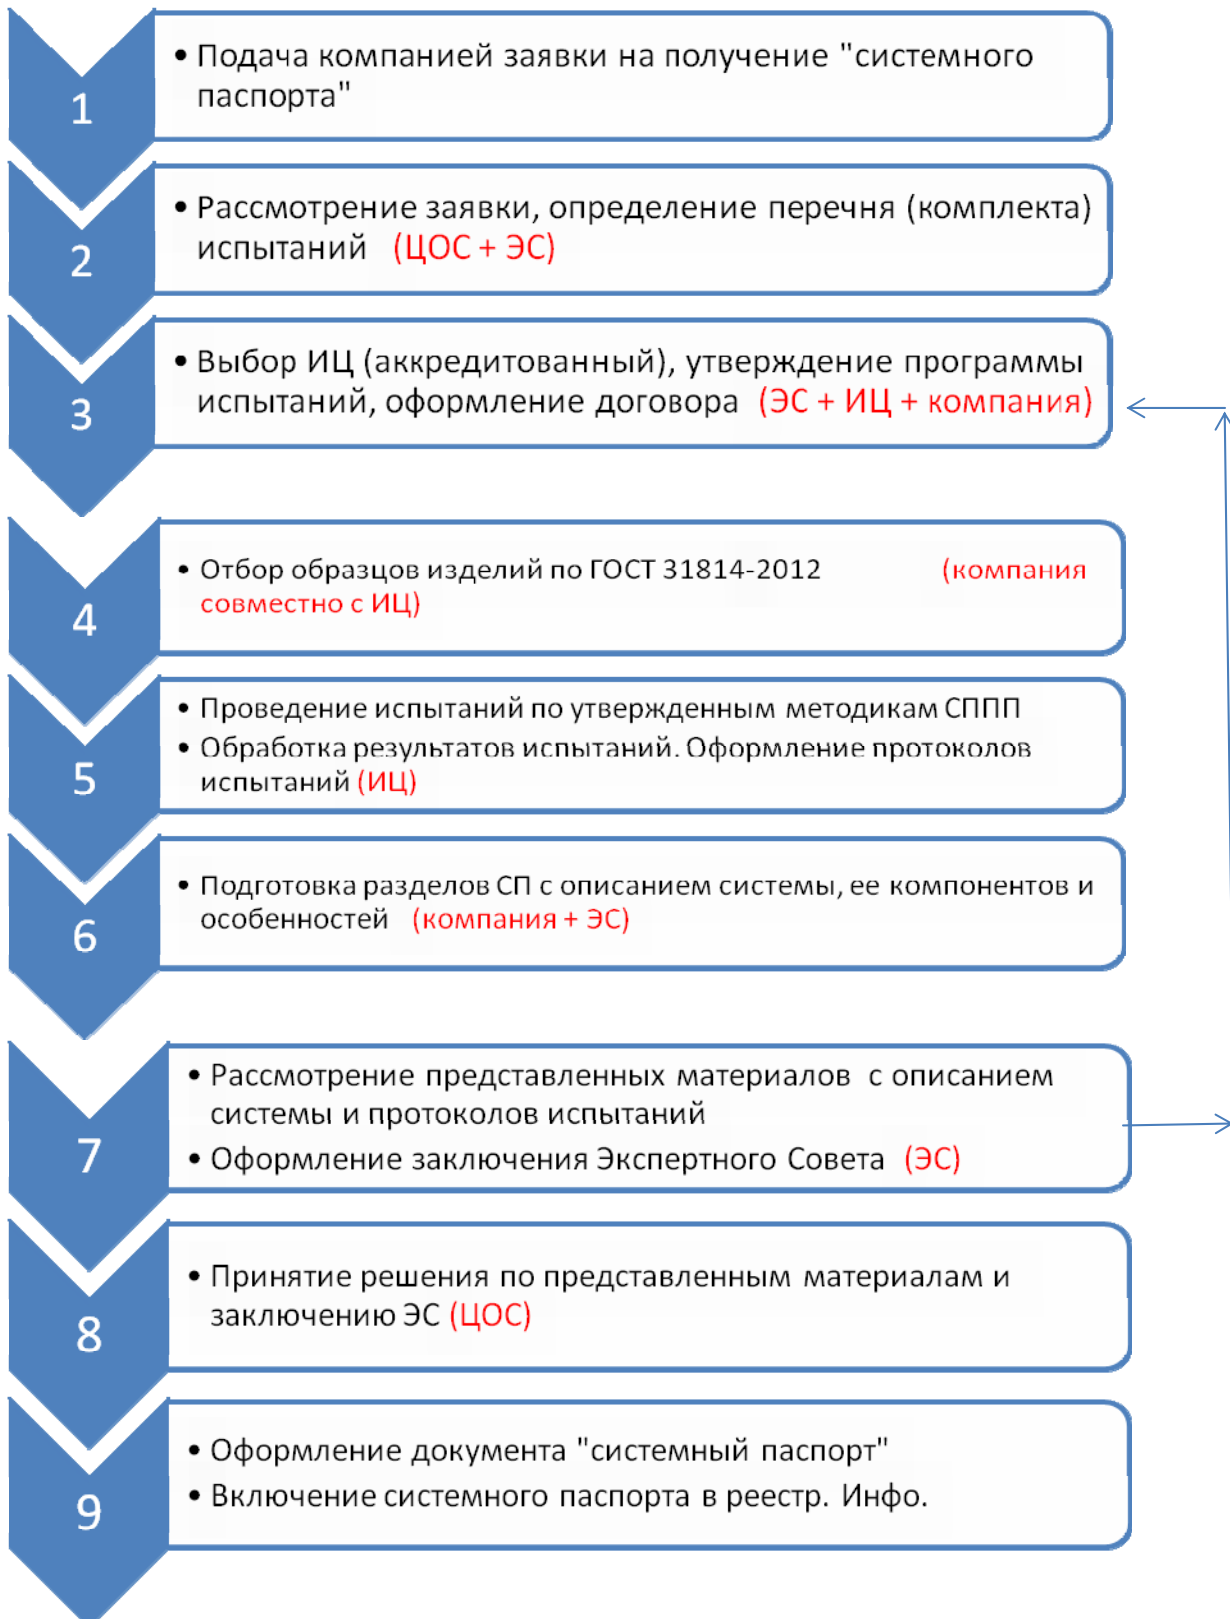 1
• Подача компанией заявки на получение "системного
паспорта"
2
• Рассмотрение заявки, определение перечня (комплекта)
испытаний (ЦОС + ЭС)
3
• Выбор ИЦ (аккредитованный), утверждение программы
испытаний, оформление договора (ЭС + ИЦ + компания)
4
• Отбор образцов изделий по ГОСТ 31814-2012 (компания
совместно с ИЦ)
5
• Проведение испытаний по утвержденным методикам СППП
• Обработка результатов испытаний. Оформление протоколов
испытаний (ИЦ)
6
• Подготовка разделов СП с описанием системы, ее компонентов и
особенностей (компания + ЭС)
7
• Рассмотрение представленных материалов с описанием
системы и протоколов испытаний
• Оформление заключения Экспертного Совета (ЭС)
8
• Принятие решения по представленным материалам и
заключению ЭС (ЦОС)
9
• Оформление документа "системный паспорт"
• Включение системного паспорта в реестр. Инфо.